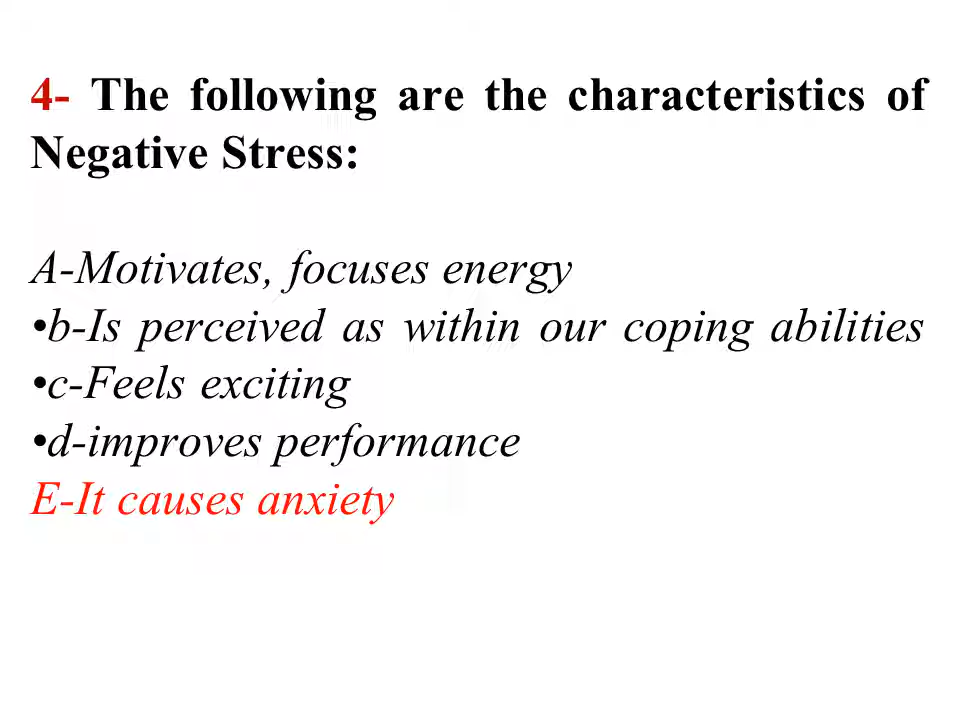 4- The following are the characteristics of
Negative Stress:
A-Motivates, focuses energy
•b-Is perceived as within our coping abilities
•c-Feels exciting
•d-improves performance
E-It causes anxiety